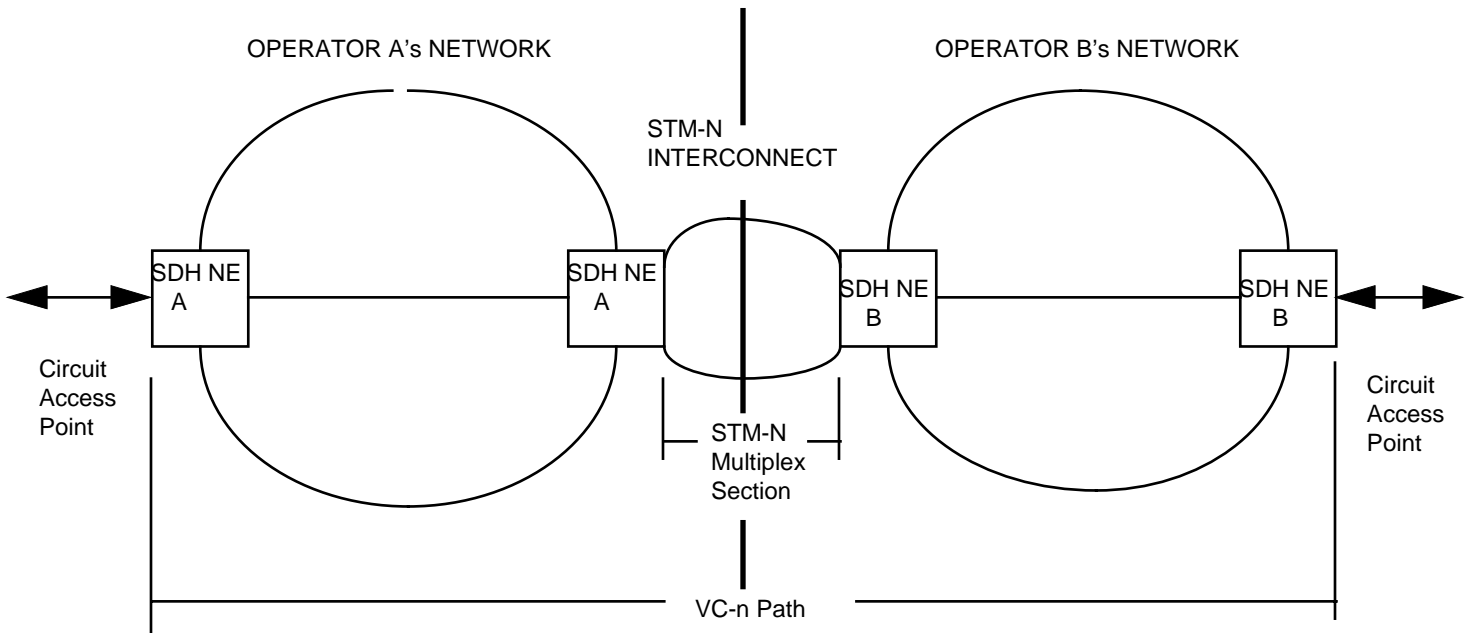 OPERATOR A's NETWORK
OPERATOR B's NETWORK
STM-N
INTERCONNECT
SDH NE
A
SDH NE
A
SDH NE
B
SDH NE
B
Circuit
Access
Point
STM-N
Multiplex
Section
Circuit
Access
Point
VC-n Path